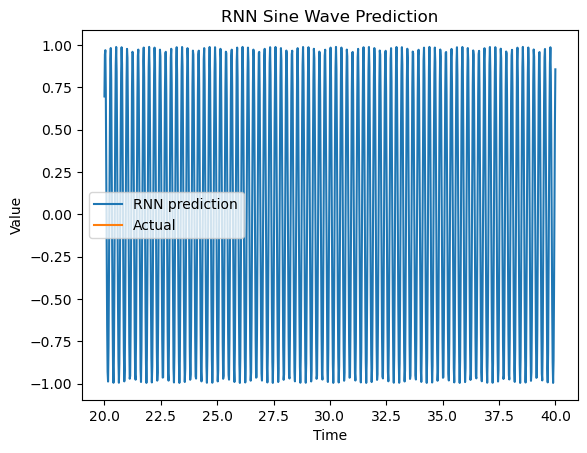 RNN Sine Wave Prediction
1.00
0.75
0.50
0.25
0.00
-0.25
-0.50
-0.75
-1.00
Value
RNN prediction
Actual
20.0 22.5 25.0 27.5 30.0 32.5 35.0 37.5 40.0
Time